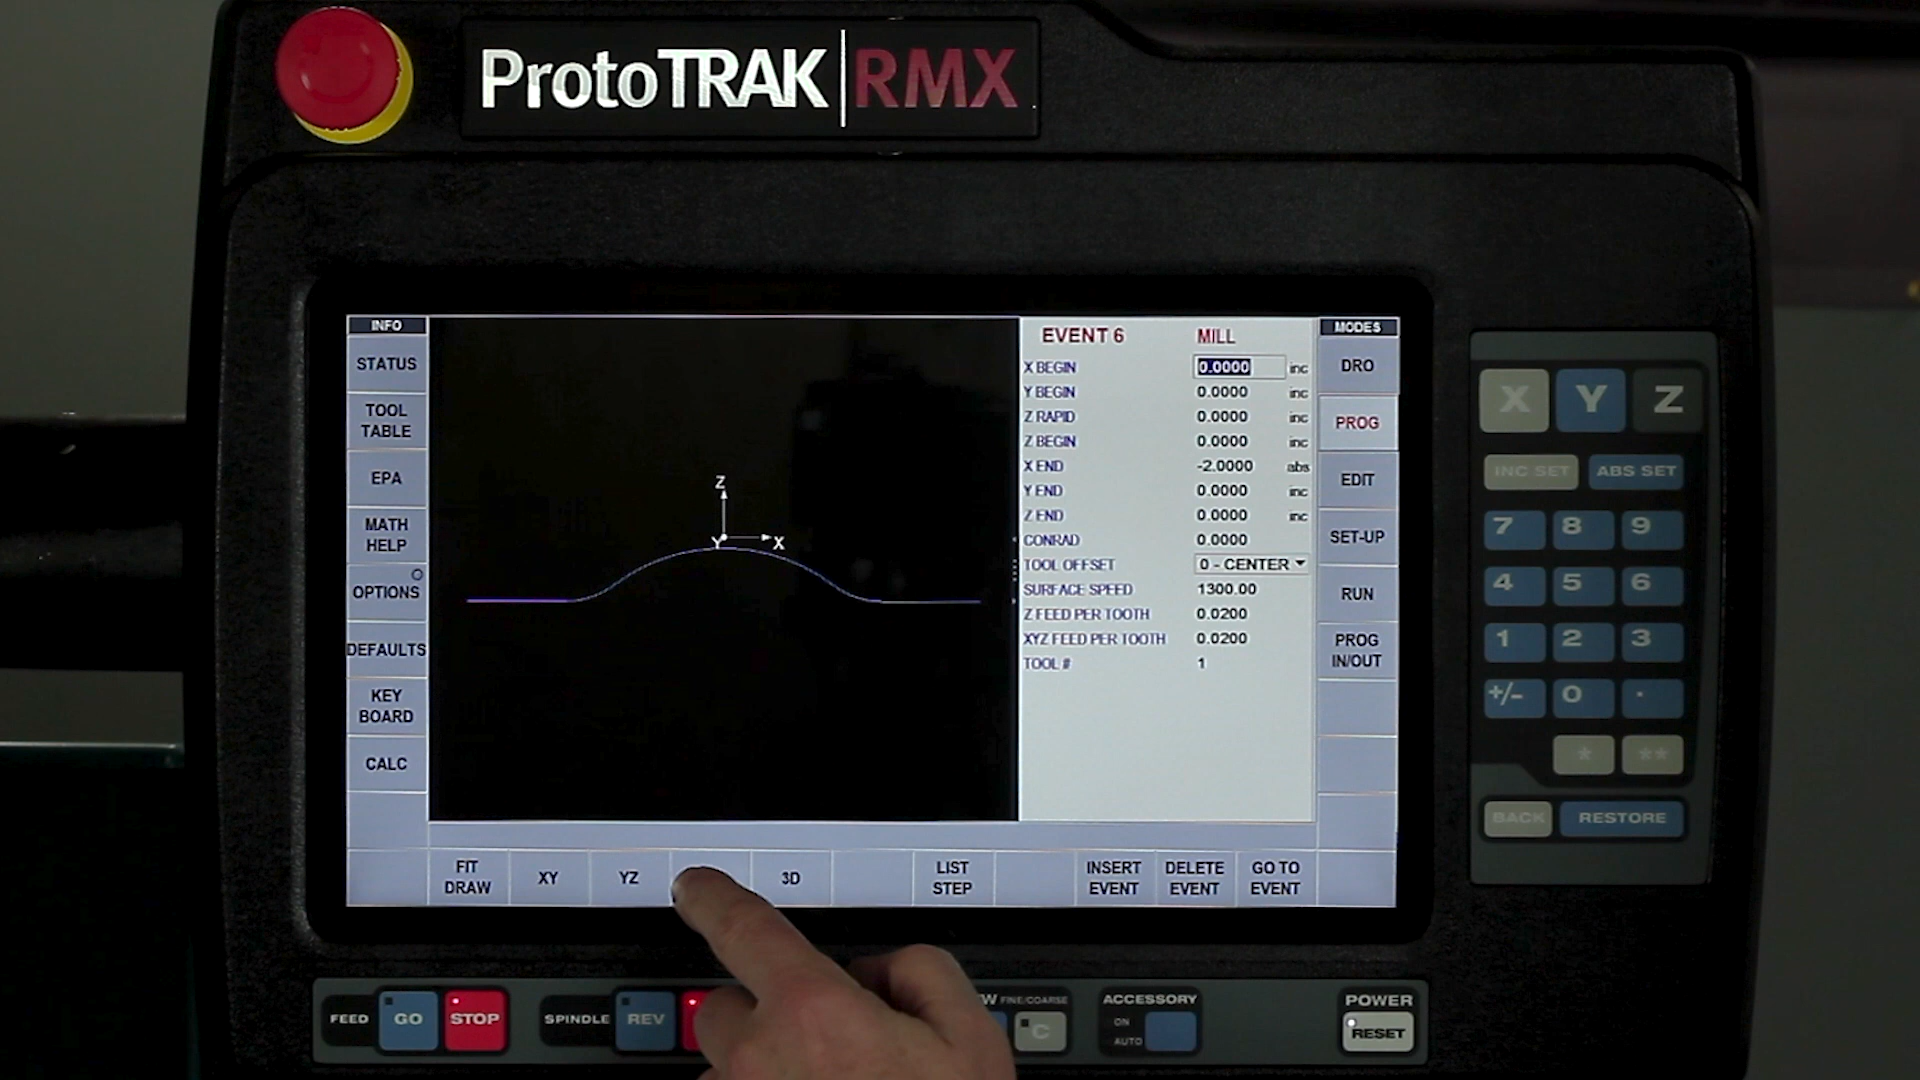 ProtoTRAK RMX
INFO
STATUS
TOOL
TABLE
EPA
MATH
HELP
OPTIONS
DEFAULTS
KEY
BOARD
CALC
Z
Y
X
EVENT 6 MILL
X BEGIN 0.0000 inc
Y BEGIN 0.0000 inc
Z RAPID 0.0000 inc
Z BEGIN 0.0000 inc
X END -2.0000 abs
Y END 0.0000 inc
Z END 0.0000 inc
CONRAD 0.0000
TOOL OFFSET 0 - CENTER
SURFACE SPEED 1300.00
Z FEED PER TOOTH 0.0200
XYZ FEED PER TOOTH 0.0200
TOOL # 1
MODES
DRO
PROG
EDIT
SET-UP
RUN
PROG
IN/OUT
FIT
DRAW
XY
YZ
3D
LIST
STEP
INSERT
EVENT
DELETE
EVENT
GO TO
EVENT
X Y Z
INC SET ABS SET
7 8 9
4 5 6
1 2 3
+/- 0 .
* **
BACK RESTORE
FEED GO STOP
SPINDLE REV
W FINE/COARSE
C
ACCESSORY
ON
AUTO
POWER
RESET